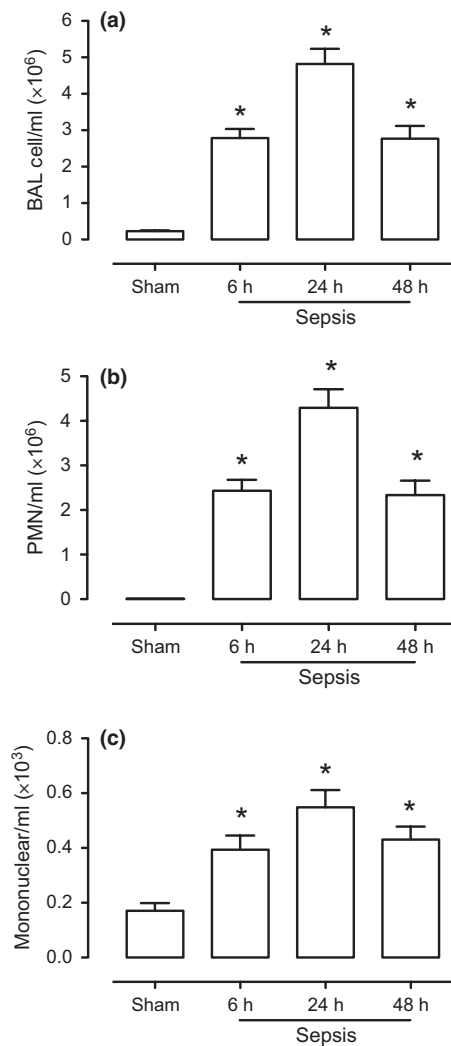 (a)
BAL cell/ml (×10⁶)
6
5
4
3
2
1
0
*
*
*
Sham
6 h
24 h
48 h
Sepsis
(b)
PMN/ml (×10⁶)
5
4
3
2
1
0
*
*
*
Sham
6 h
24 h
48 h
Sepsis
(c)
Mononuclear/ml (×10³)
0.8
0.6
0.4
0.2
0.0
*
*
*
Sham
6 h
24 h
48 h
Sepsis